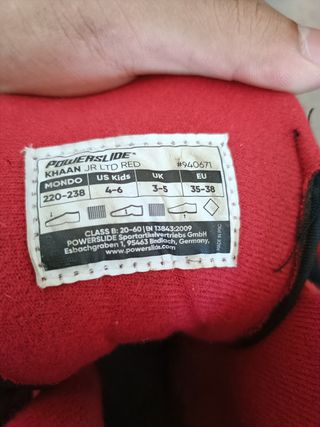 POWERSLIDE
KHAAN JR LTD RED #940671
MONDO US Kids UK EU
220-238 4-6 3-5 35-38
CLASS B: 20-60 | EN 13843:2009
POWERSLIDE Sportartikelvertriebs GmbH
Esbachgraben 1, 95463 Bindlach, Germany,
www.powerslide.com